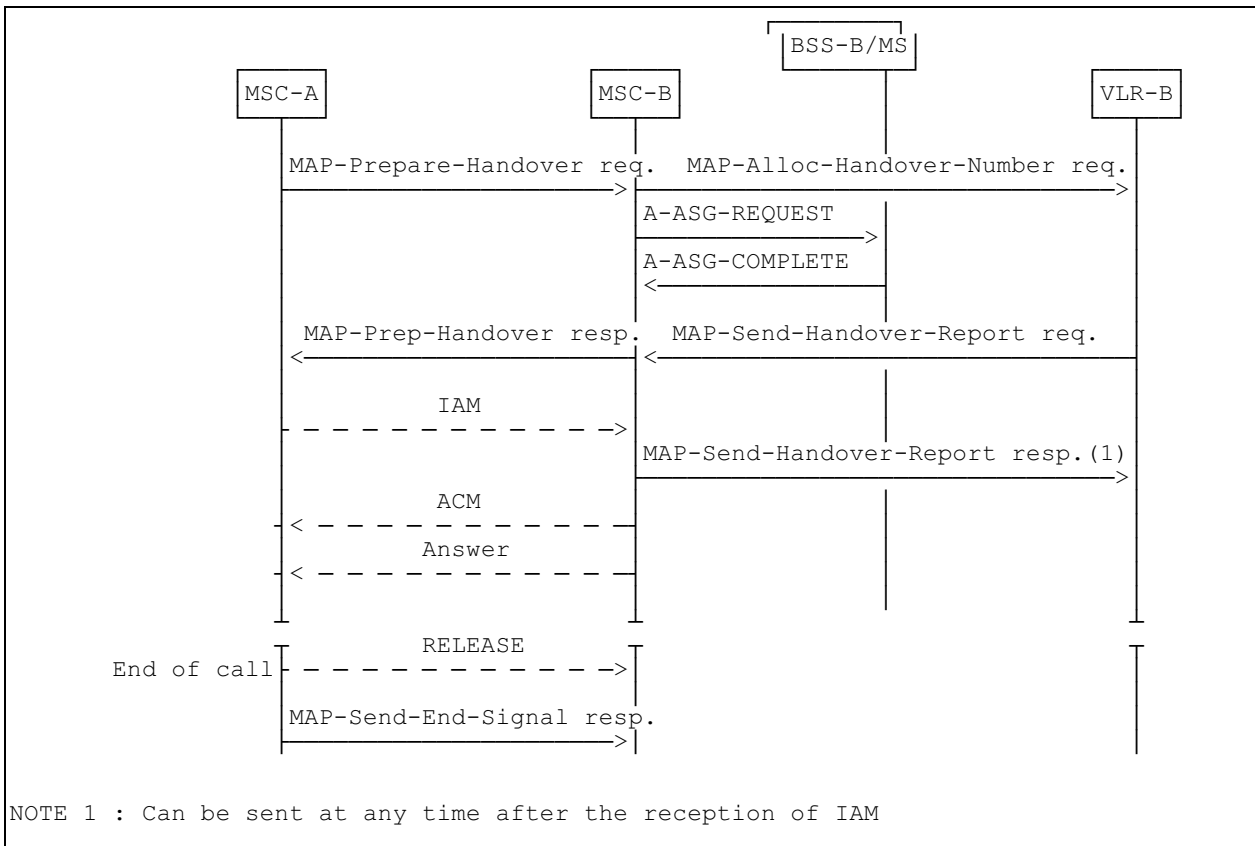 BSS-B/MS
MSC-A MSC-B VLR-B
MAP-Prepare-Handover req. MAP-Alloc-Handover-Number req.
A-ASG-REQUEST
A-ASG-COMPLETE
MAP-Prep-Handover resp. MAP-Send-Handover-Report req.
IAM
MAP-Send-Handover-Report resp.(1)
ACM
Answer
RELEASE
End of call
MAP-Send-End-Signal resp.
NOTE 1 : Can be sent at any time after the reception of IAM